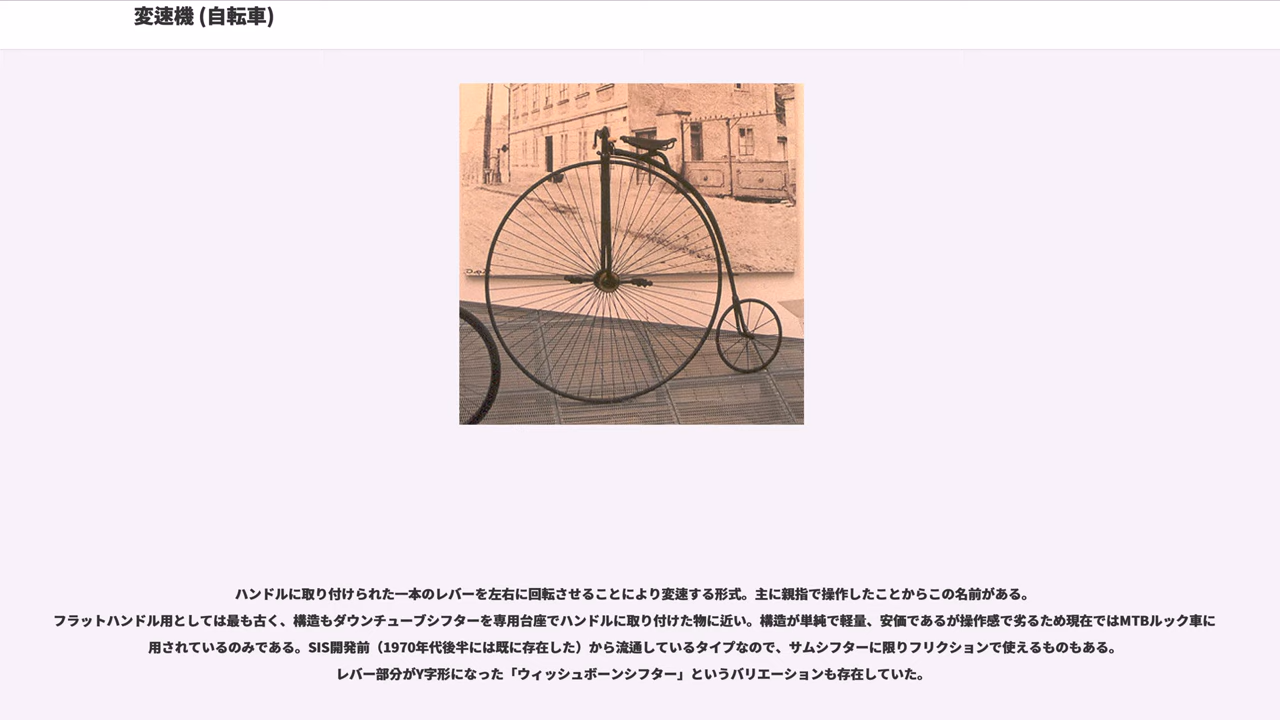 変速機 (自転車)
ハンドルに取り付けられた一本のレバーを左右に回転させることにより変速する形式。主に親指で操作したことからこの名前がある。
フラットハンドル用としては最も古く、構造もダウンチューブシフターを専用台座でハンドルに取り付けた物に近い。構造が単純で軽量、安価であるが操作感で劣るため現在ではMTBルック車に
用されているのみである。SIS開発前（1970年代後半には既に存在した）から流通しているタイプなので、サムシフターに限りフリクションで使えるものもある。
レバー部分がY字形になった「ウィッシュボーンシフター」というバリエーションも存在していた。